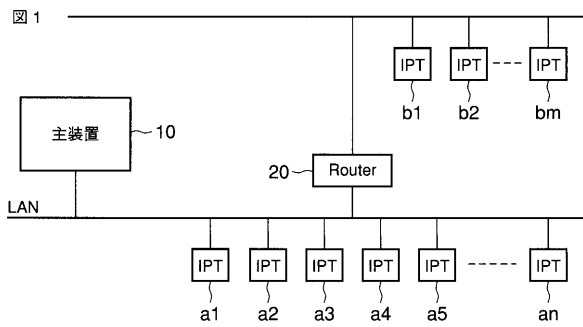 図 1
IPT IPT IPT
b1 b2 bm
主装置 10
20 Router
LAN
IPT IPT IPT IPT IPT IPT
a1 a2 a3 a4 a5 an